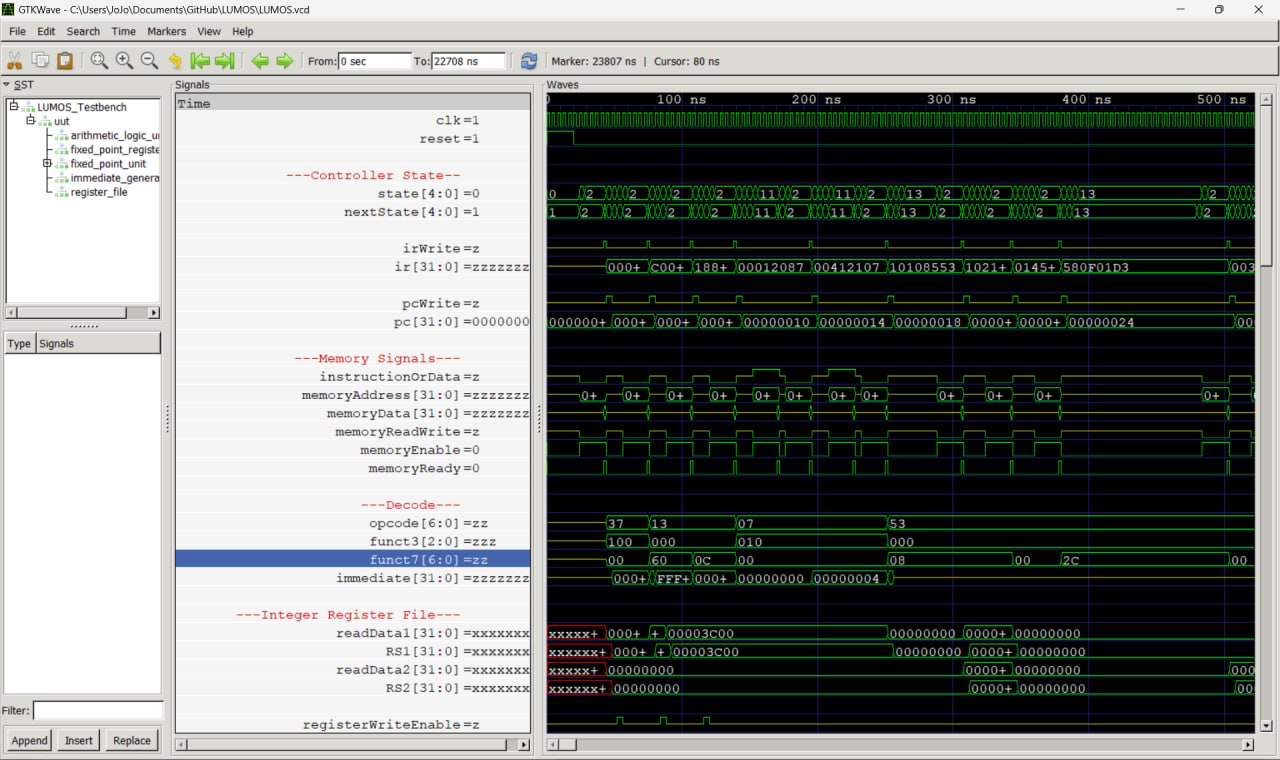 GTKWave - C:\Users\JoJo\Documents\GitHub\LUMOS\LUMOS.vcd
File Edit Search Time Markers View Help
From: 0 sec To: 22708 ns Marker: 23807 ns | Cursor: 80 ns
SST
LUMOS_Testbench
uut
arithmetic_logic_u
fixed_point_registe
fixed_point_unit
immediate_genera
register_file
Type Signals
Filter:
Append Insert Replace
Signals
Time
clk=1
reset=1
---Controller State--
state[4:0]=0
nextState[4:0]=1
irWrite=z
ir[31:0]=zzzzzzz
pcWrite=z
pc[31:0]=0000000
---Memory Signals---
instructionOrData=z
memoryAddress[31:0]=zzzzzzz
memoryData[31:0]=zzzzzzz
memoryReadWrite=z
memoryEnable=0
memoryReady=0
---Decode---
opcode[6:0]=zz
funct3[2:0]=zzz
funct7[6:0]=zz
immediate[31:0]=zzzzzzz
---Integer Register File---
readData1[31:0]=xxxxxxx
RS1[31:0]=xxxxxxx
readData2[31:0]=xxxxxxx
RS2[31:0]=xxxxxxx
registerWriteEnable=z
Waves
0 100 ns 200 ns 300 ns 400 ns 500 ns
0 2 2 2 2 11 2 11 2 13 2 2 2 13 2
1 2 2 2 2 11 2 11 2 13 2 2 2 13 2
000+ C00+ 188+ 00012087 00412107 10108553 1021+ 0145+ 580F01D3 003
000000+ 000+ 000+ 000+ 00000010 00000014 00000018 0000+ 0000+ 00000024 00
0+ 0+ 0+ 0+ 0+ 0+ 0+ 0+ 0+ 0+ 0+
37 13 07 53
100 000 010 000
00 60 0C 00 08 00 2C 00
000+ FFF+ 000+ 00000000 00000004
xxxxx+ 000+ + 00003C00 00000000 0000+ 00000000
xxxxxx+ 000+ + 00003C00 00000000 0000+ 00000000
xxxxx+ 00000000 0000+ 00000000 000
xxxxxx+ 00000000 0000+ 00000000 00